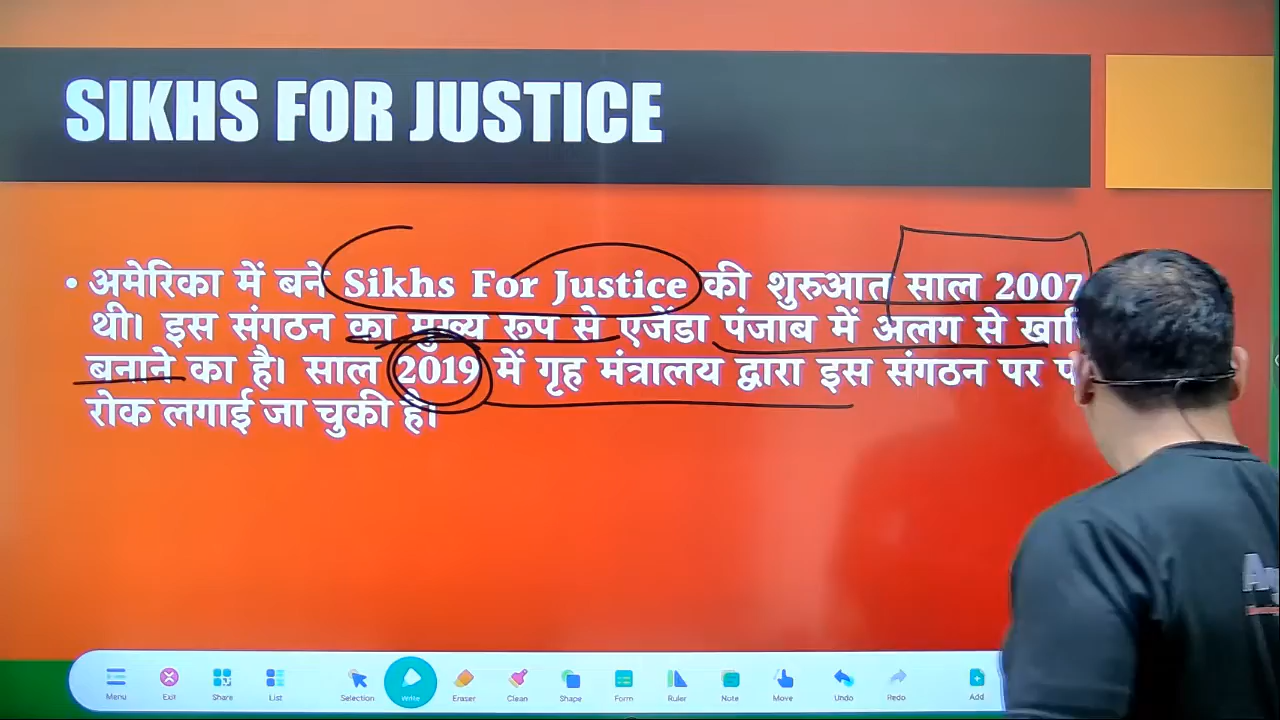 SIKHS FOR JUSTICE
• अमेरिका में बने Sikhs For Justice की शुरुआत साल 2007
थी। इस संगठन का मुख्य रूप से एजेंडा पंजाब में अलग से
बनाने का है। साल 2019 में गृह मंत्रालय द्वारा इस संगठन पर
रोक लगाई जा चुकी है।
Menu Exit Share List Selection Write Eraser Clean Shape Form Ruler Note Move Undo Redo Add